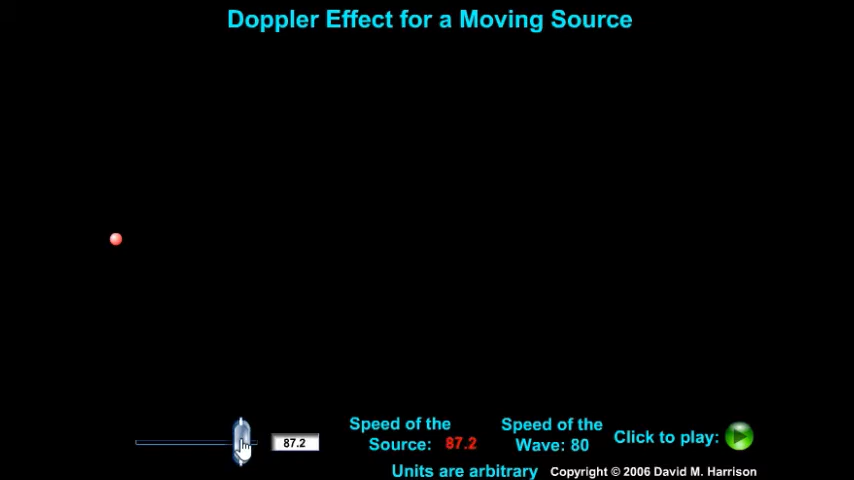 Doppler Effect for a Moving Source
Speed of the
Source: 87.2
Speed of the
Wave: 80
Click to play:
87.2
Units are arbitrary
Copyright © 2006 David M. Harrison